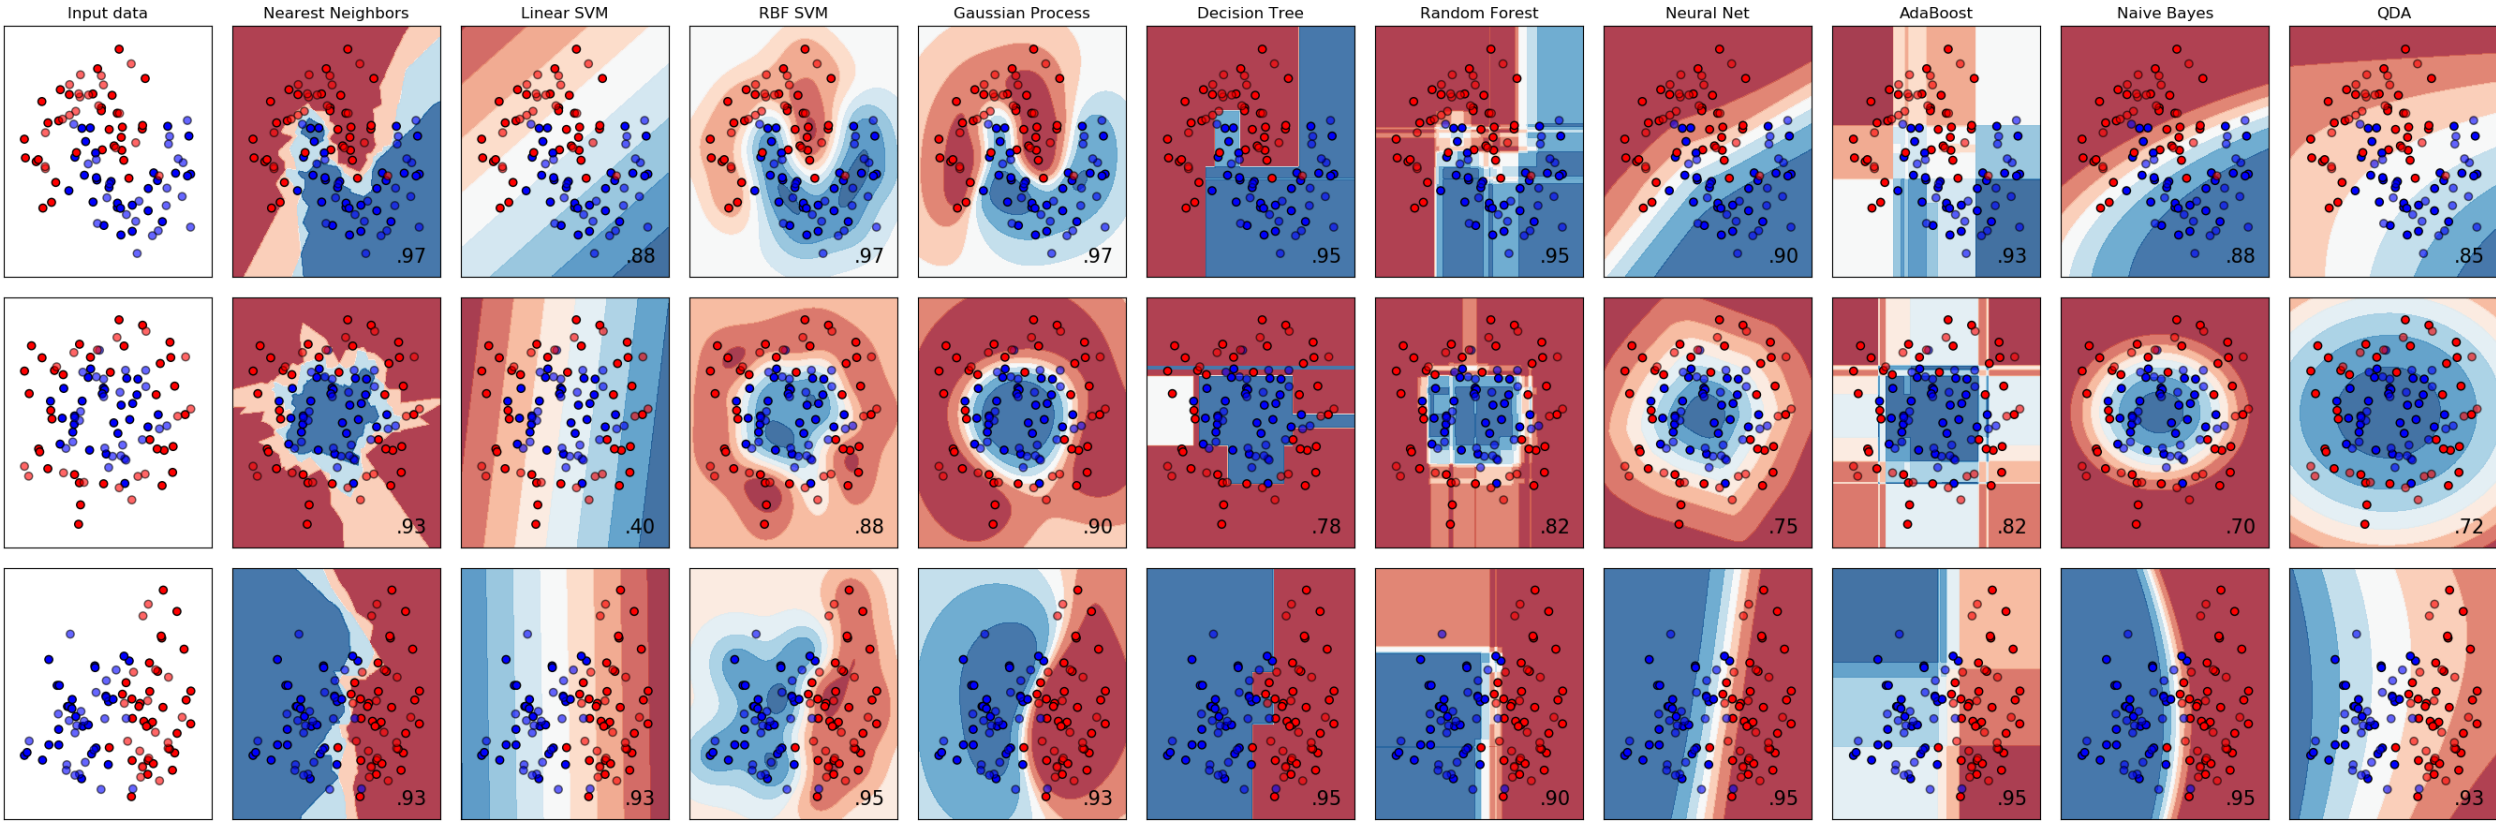 Input data Nearest Neighbors Linear SVM RBF SVM Gaussian Process Decision Tree Random Forest Neural Net AdaBoost Naive Bayes QDA
.97 .88 .97 .97 .95 .95 .90 .93 .88 .85
.93 .40 .88 .90 .78 .82 .75 .82 .70 .72
.93 .93 .95 .93 .95 .90 .95 .95 .95 .93